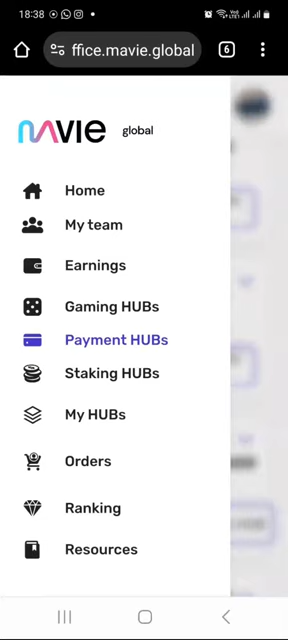 18:38
ffice.mavie.global
6
mavie global
Home
My team
Earnings
Gaming HUBs
Payment HUBs
Staking HUBs
My HUBs
Orders
Ranking
Resources